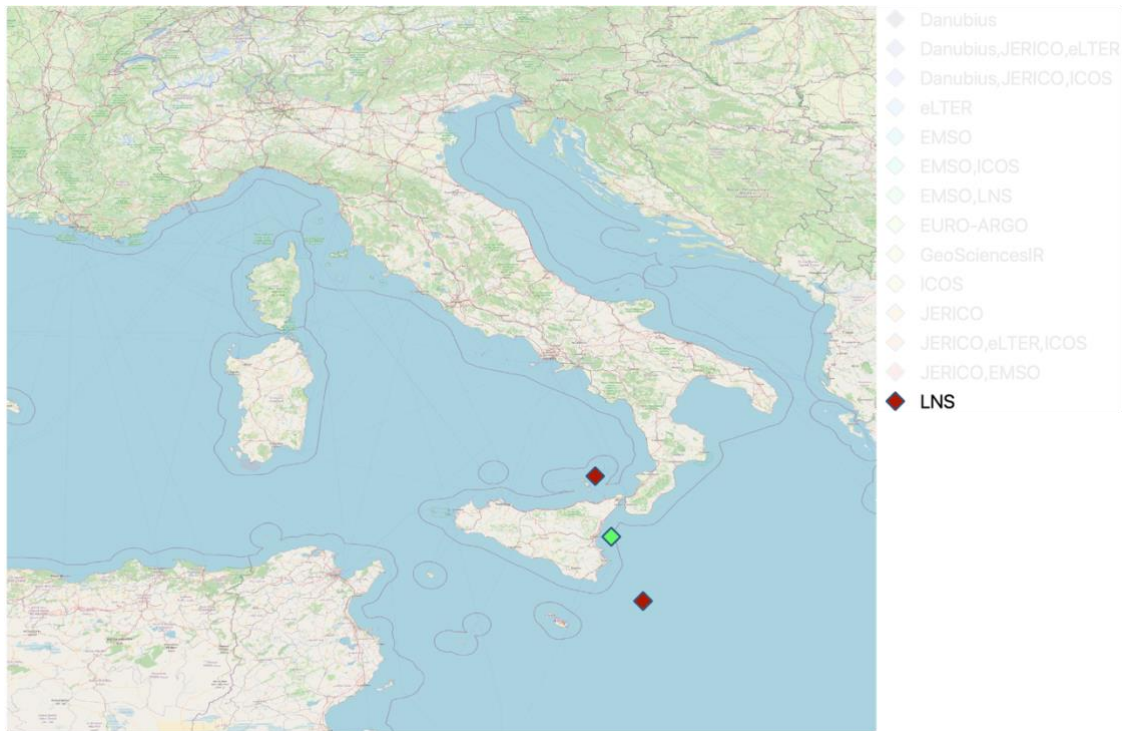 Danubius
Danubius,JERICO,eLTER
Danubius,JERICO,ICOS
eLTER
EMSO
EMSO,ICOS
EMSO,LNS
EURO-ARGO
GeoSciencesIR
ICOS
JERICO
JERICO,eLTER,ICOS
JERICO,EMSO
LNS